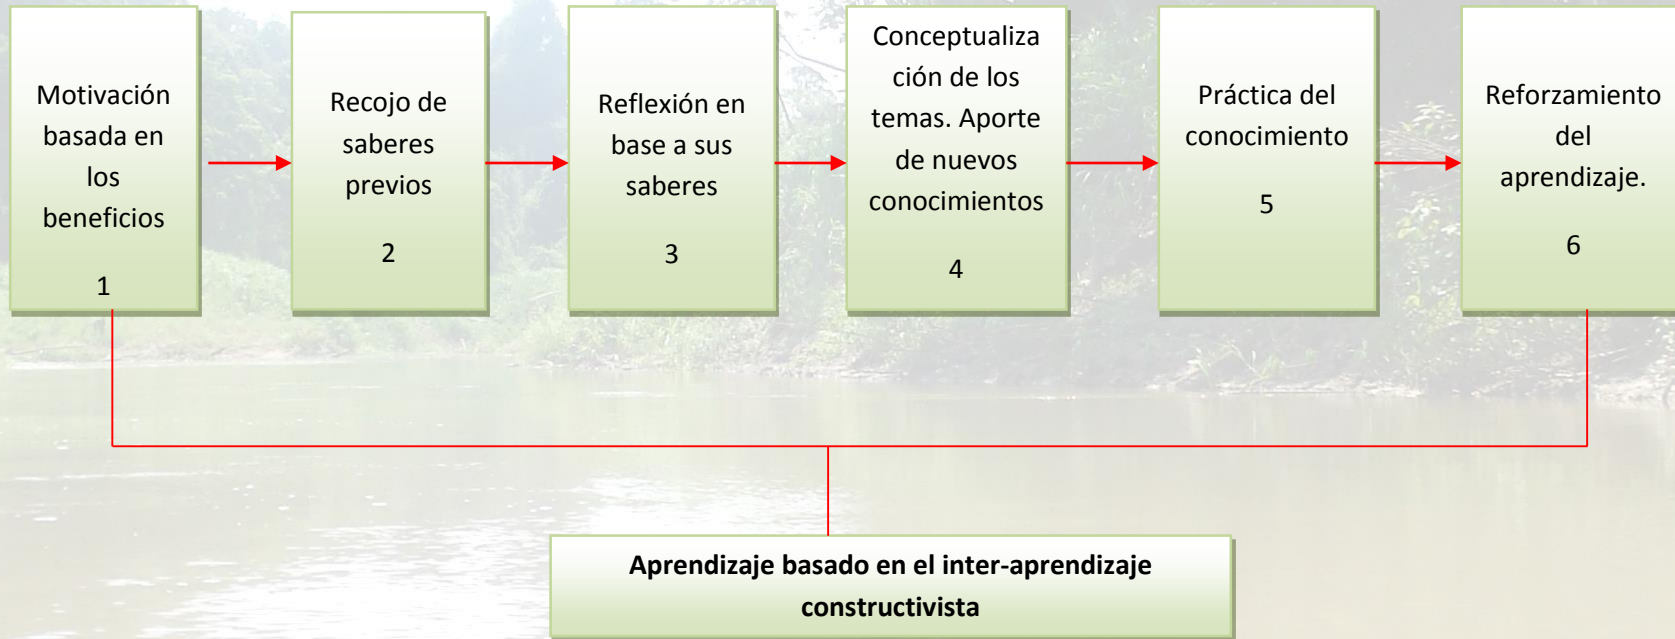 Motivación
basada en
los
beneficios
1
Recojo de
saberes
previos
2
Reflexión en
base a sus
saberes
3
Conceptualiza
ción de los
temas. Aporte
de nuevos
conocimientos
4
Práctica del
conocimiento
5
Reforzamiento
del
aprendizaje.
6
Aprendizaje basado en el inter-aprendizaje
constructivista